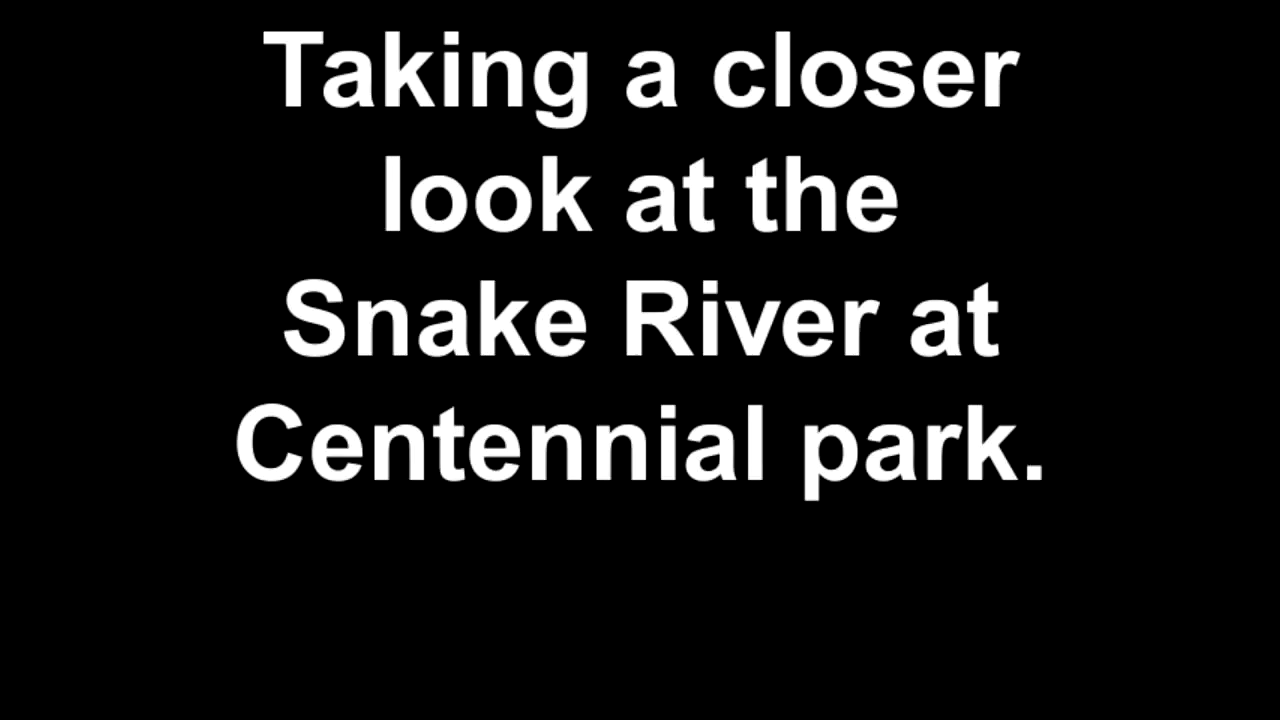 Taking a closer
look at the
Snake River at
Centennial park.